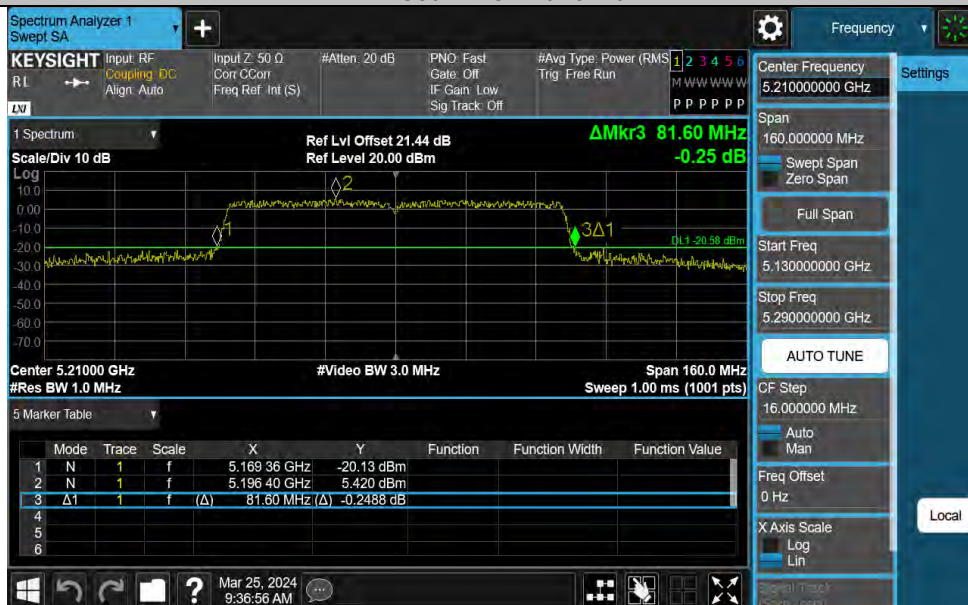 Spectrum Analyzer 1
Swept SA
+
Frequency
KEYSIGHT
RL
LXI
Input: RF
Coupling: DC
Align: Auto
Input Z: 50 Ω
Corr CCorr
Freq Ref: Int (S)
#Atten: 20 dB
PNO: Fast
Gate: Off
IF Gain: Low
Sig Track: Off
#Avg Type: Power (RMS
Trig: Free Run
1 2 3 4 5 6
M W W W W W
P P P P P P
1 Spectrum
Scale/Div 10 dB
Ref Lvl Offset 21.44 dB
Ref Level 20.00 dBm
ΔMkr3 81.60 MHz
-0.25 dB
Log
10.0
0.00
-10.0
-20.0
-30.0
-40.0
-50.0
-60.0
-70.0
1
2
3Δ1
DL1 -20.58 dBm
Center 5.21000 GHz
#Video BW 3.0 MHz
Span 160.0 MHz
#Res BW 1.0 MHz
Sweep 1.00 ms (1001 pts)
5 Marker Table
Mode Trace Scale X Y Function Function Width Function Value
1 N 1 f 5.169 36 GHz -20.13 dBm
2 N 1 f 5.196 40 GHz 5.420 dBm
3 Δ1 1 f (Δ) 81.60 MHz (Δ) -0.2488 dB
4
5
6
?
Mar 25, 2024
9:36:56 AM
Center Frequency
5.210000000 GHz
Span
160.000000 MHz
Swept Span
Zero Span
Full Span
Start Freq
5.130000000 GHz
Stop Freq
5.290000000 GHz
AUTO TUNE
CF Step
16.000000 MHz
Auto
Man
Freq Offset
0 Hz
X Axis Scale
Log
Lin
Signal Track
Settings
Local